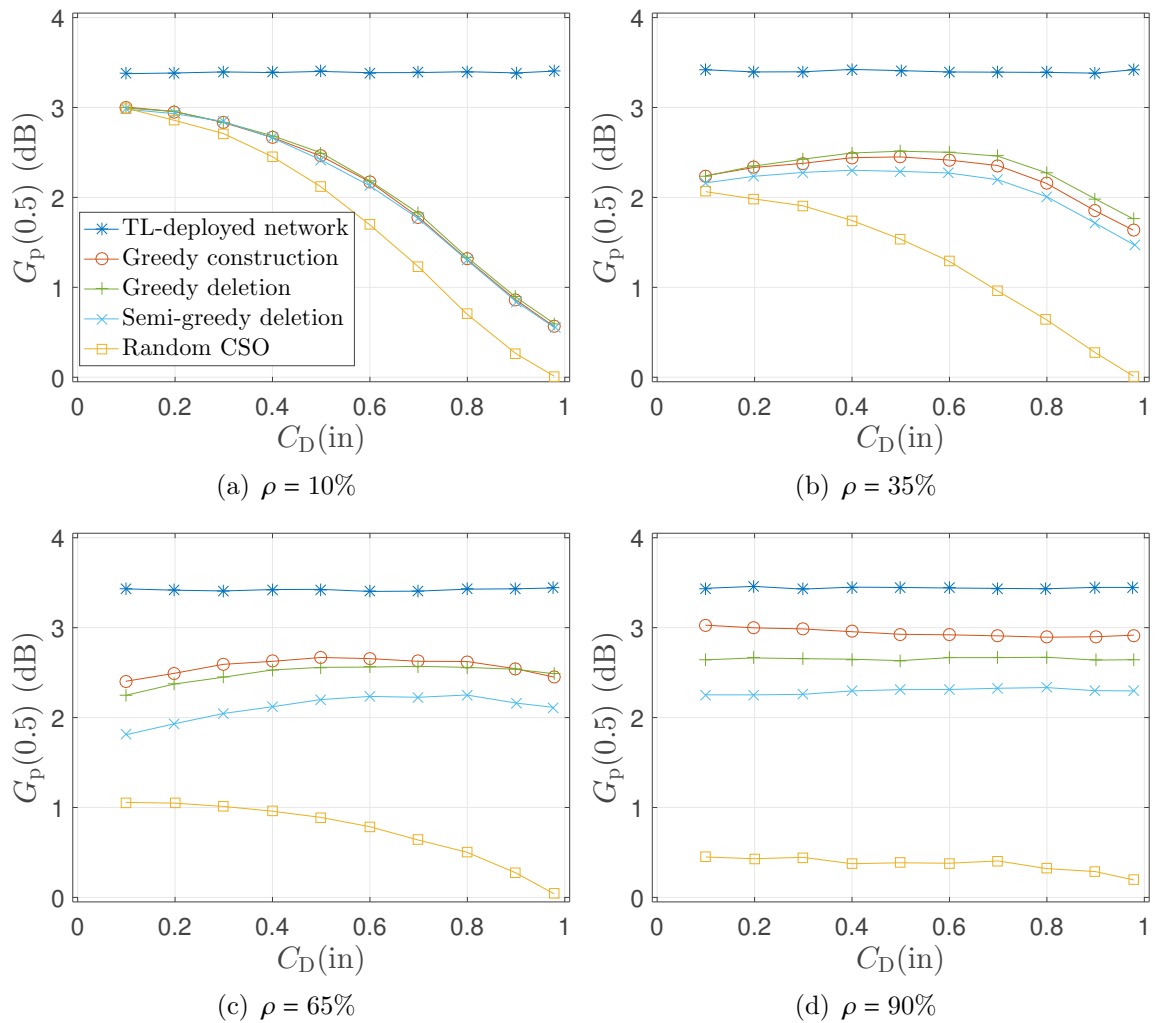 4
3
2
1
0
G_p(0.5) (dB)
TL-deployed network
Greedy construction
Greedy deletion
Semi-greedy deletion
Random CSO
0 0.2 0.4 0.6 0.8 1
C_D(in)
(a) ρ = 10%
4
3
2
1
0
G_p(0.5) (dB)
0 0.2 0.4 0.6 0.8 1
C_D(in)
(b) ρ = 35%
4
3
2
1
0
G_p(0.5) (dB)
0 0.2 0.4 0.6 0.8 1
C_D(in)
(c) ρ = 65%
4
3
2
1
0
G_p(0.5) (dB)
0 0.2 0.4 0.6 0.8 1
C_D(in)
(d) ρ = 90%